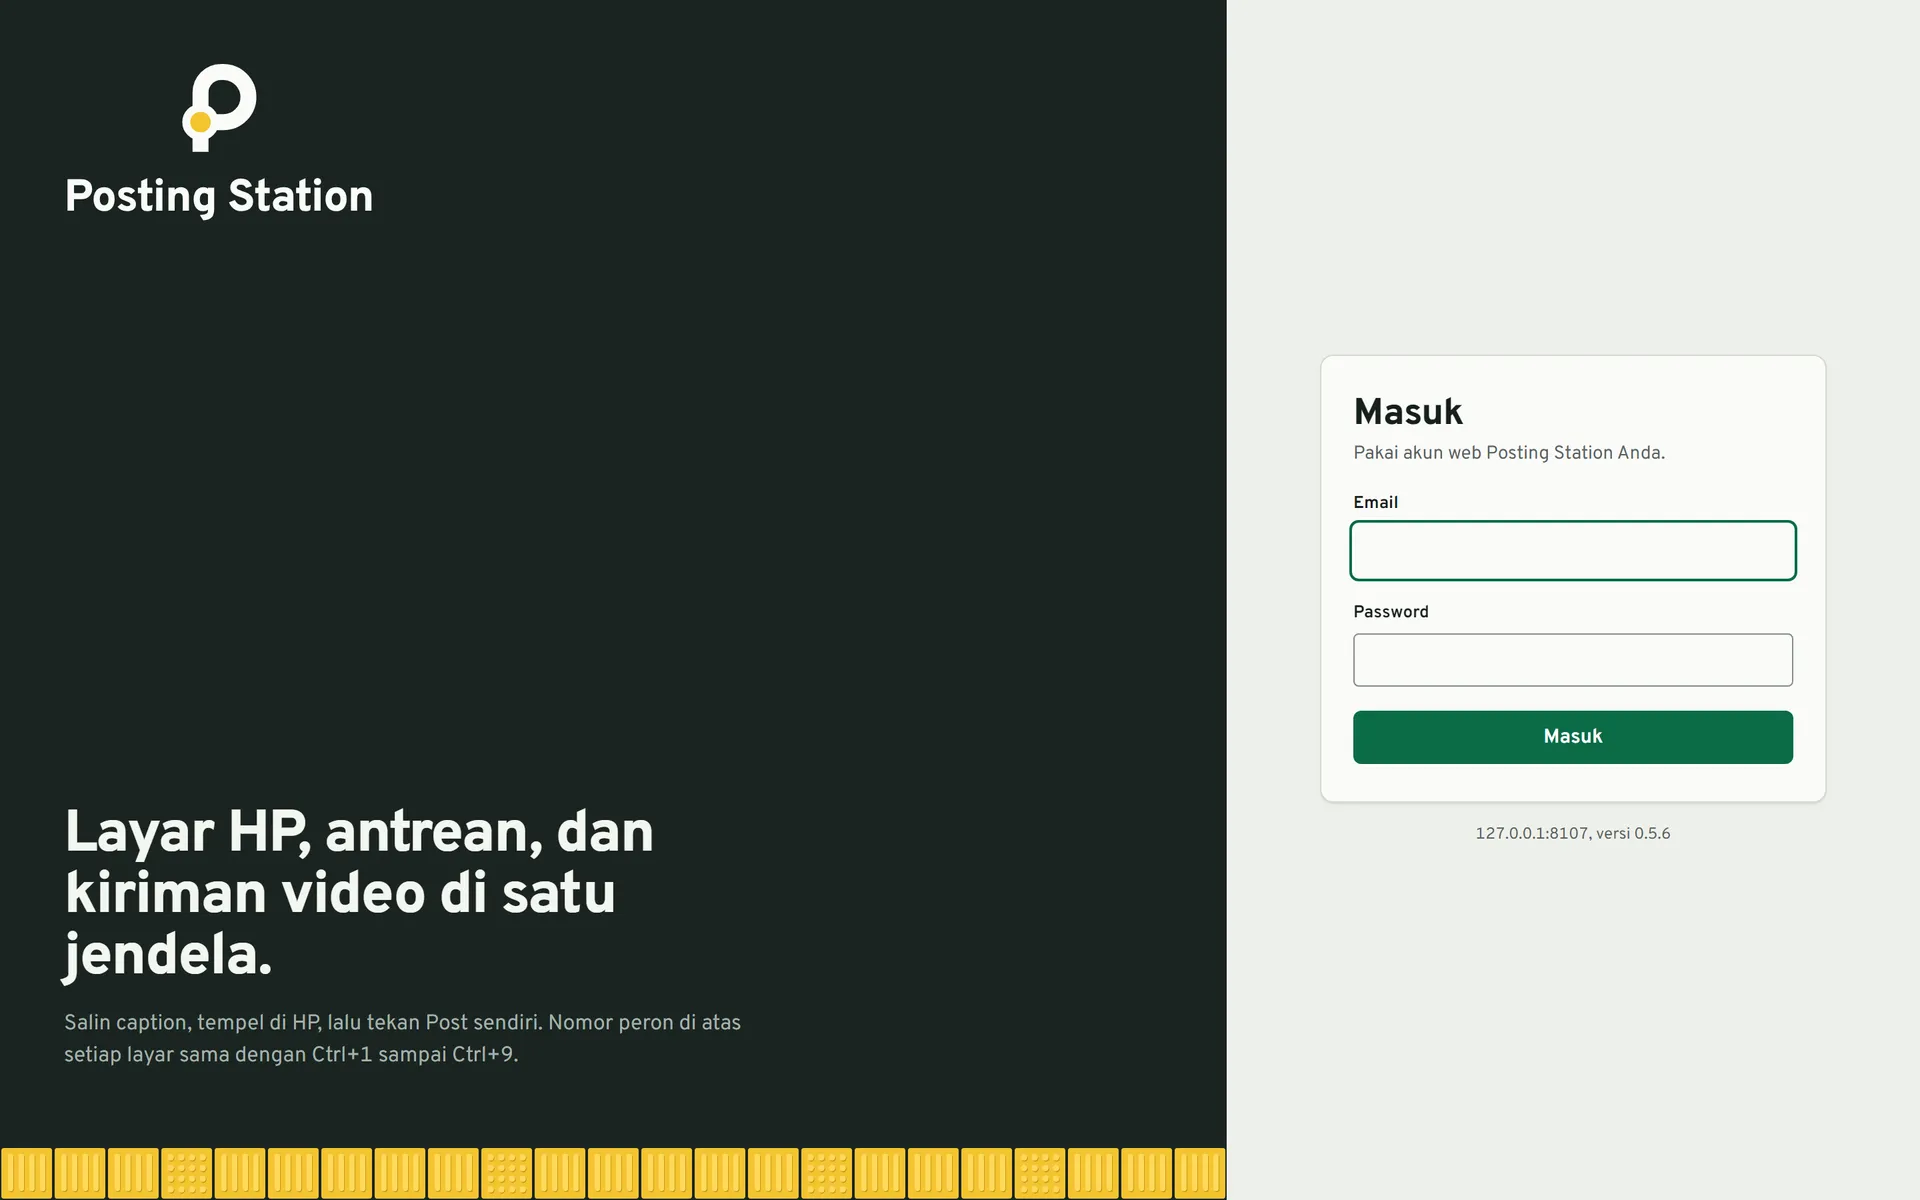 Posting Station
Layar HP, antrean, dan
kiriman video di satu
jendela.
Salin caption, tempel di HP, lalu tekan Post sendiri. Nomor peron di atas
setiap layar sama dengan Ctrl+1 sampai Ctrl+9.
Masuk
Pakai akun web Posting Station Anda.
Email
Password
Masuk
127.0.0.1:8107, versi 0.5.6